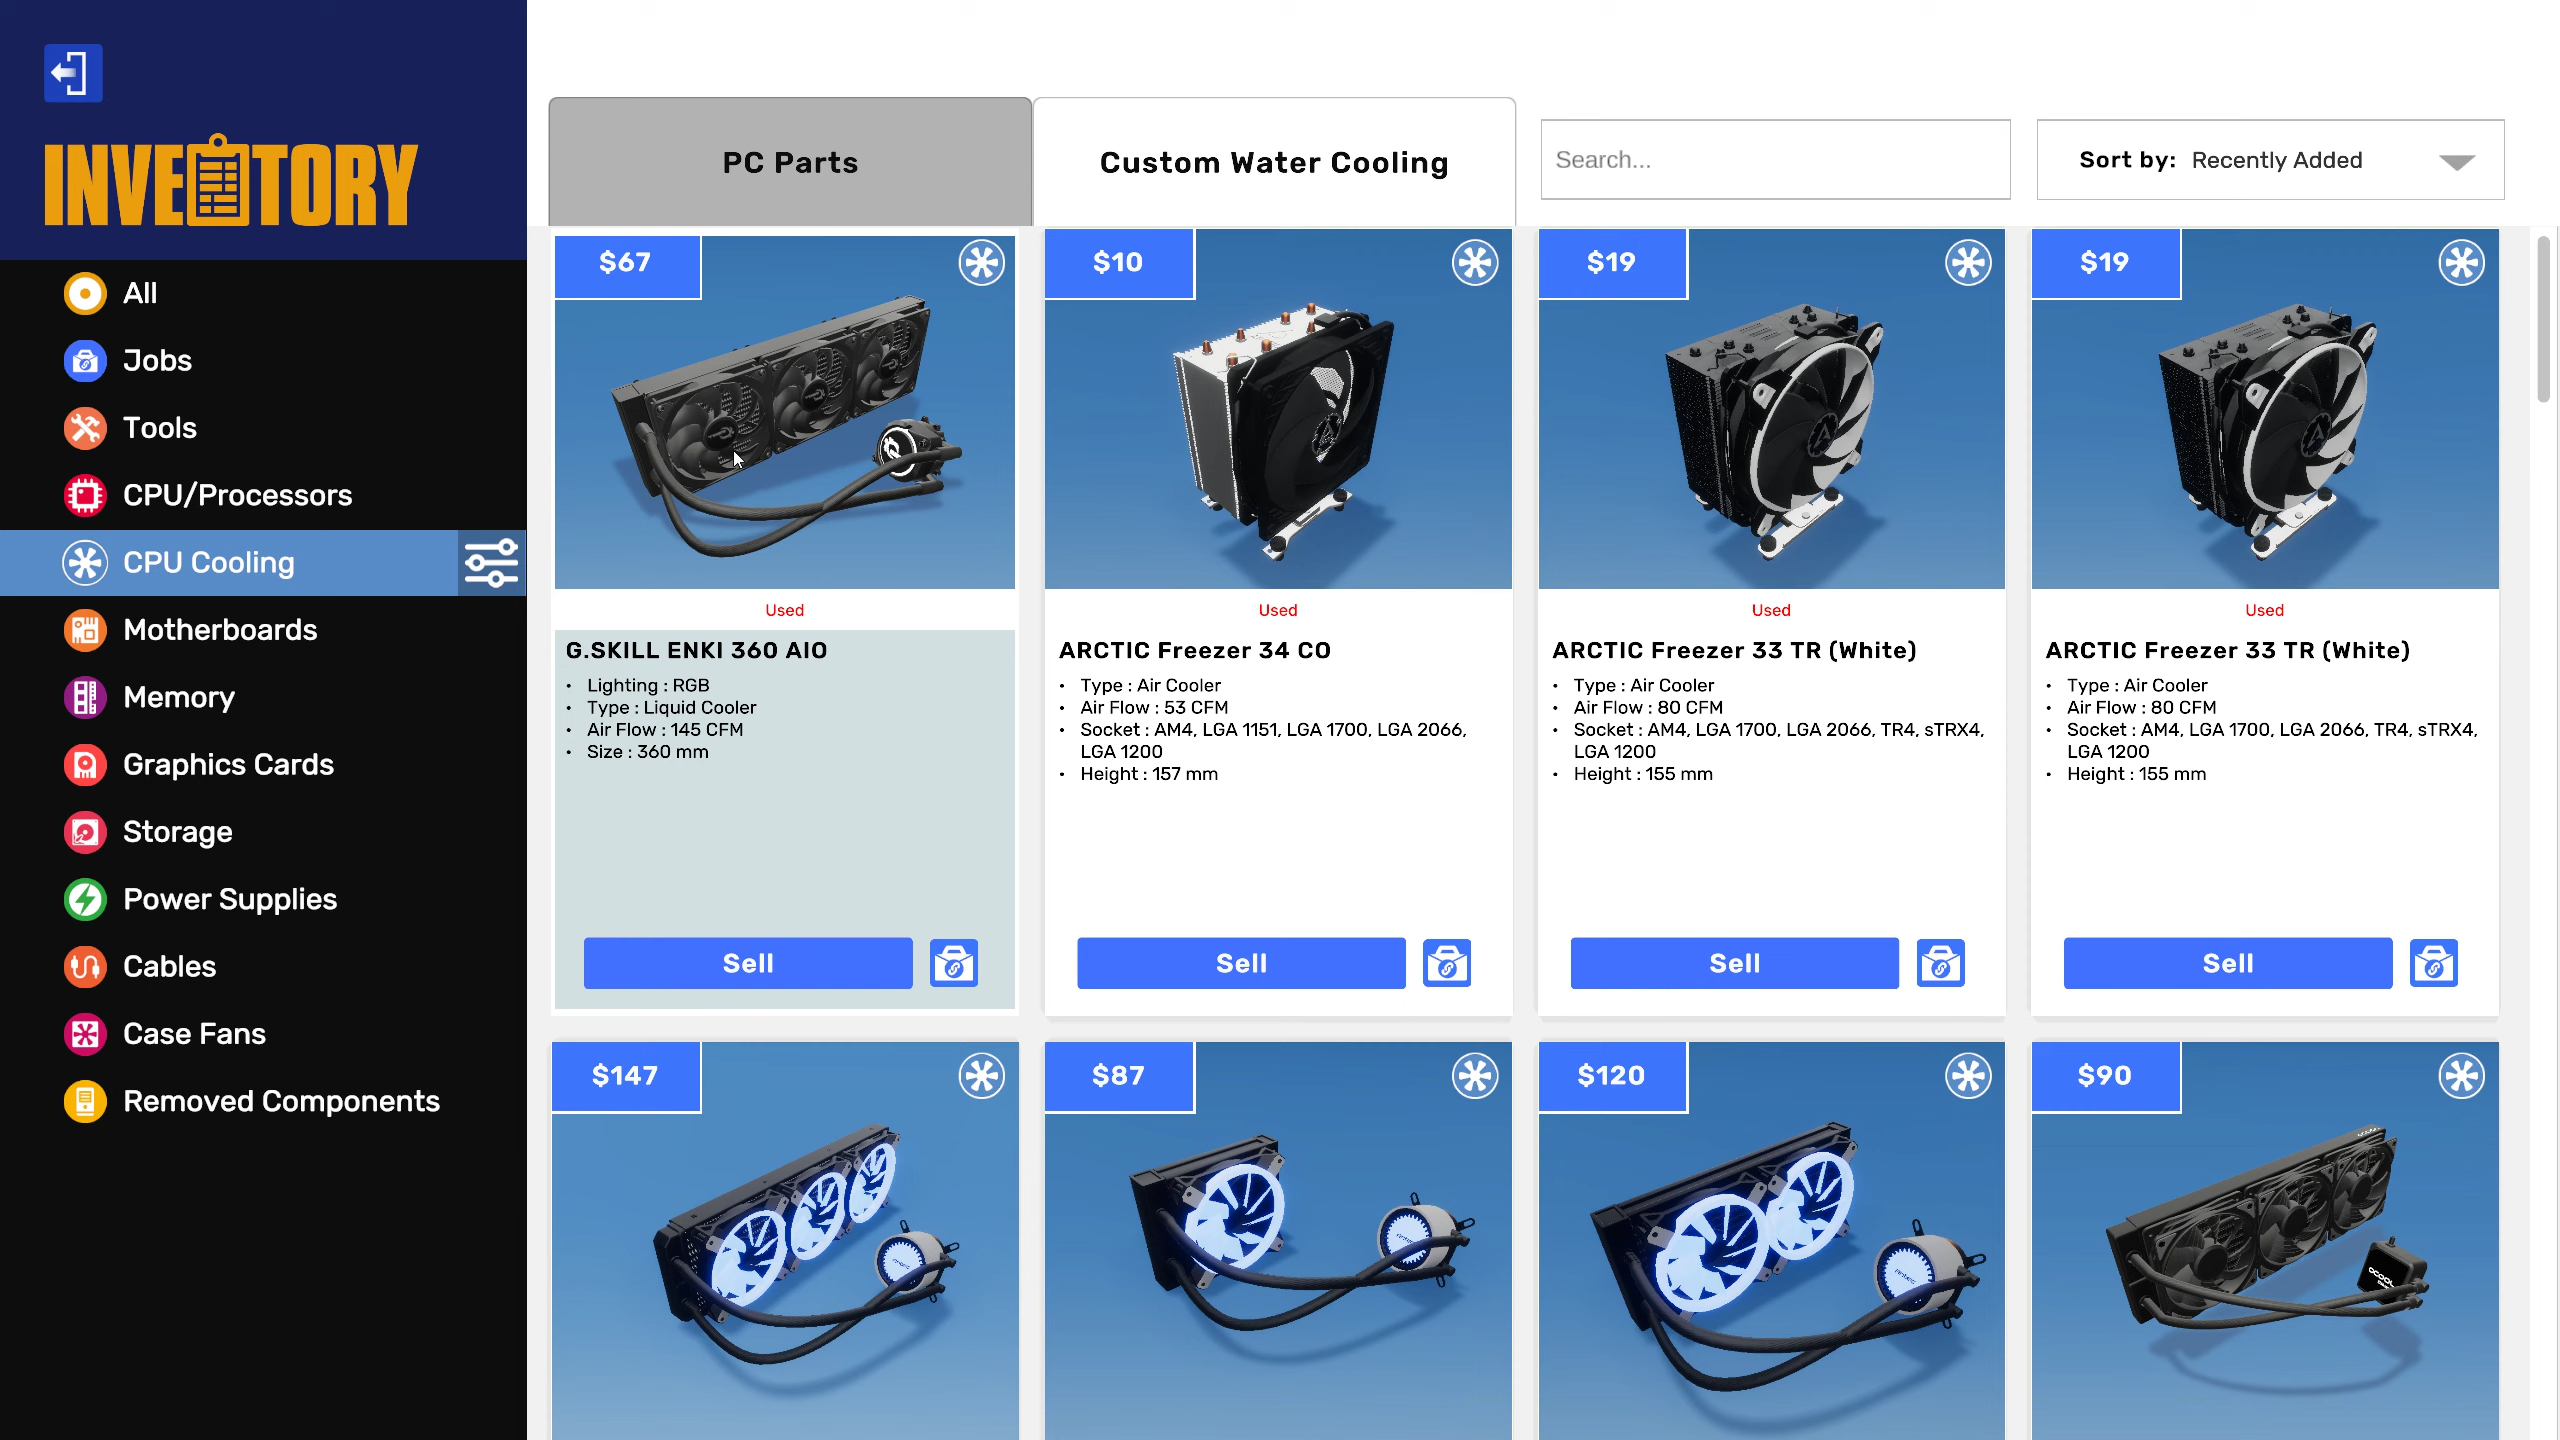 INVENTORY
All
Jobs
Tools
CPU/Processors
CPU Cooling
Motherboards
Memory
Graphics Cards
Storage
Power Supplies
Cables
Case Fans
Removed Components
PC Parts
Custom Water Cooling
Search...
Sort by: Recently Added
$67
Used
G.SKILL ENKI 360 AIO
• Lighting : RGB
• Type : Liquid Cooler
• Air Flow : 145 CFM
• Size : 360 mm
Sell
$10
Used
ARCTIC Freezer 34 CO
• Type : Air Cooler
• Air Flow : 53 CFM
• Socket : AM4, LGA 1151, LGA 1700, LGA 2066,
LGA 1200
• Height : 157 mm
Sell
$19
Used
ARCTIC Freezer 33 TR (White)
• Type : Air Cooler
• Air Flow : 80 CFM
• Socket : AM4, LGA 1700, LGA 2066, TR4, sTRX4,
LGA 1200
• Height : 155 mm
Sell
$19
Used
ARCTIC Freezer 33 TR (White)
• Type : Air Cooler
• Air Flow : 80 CFM
• Socket : AM4, LGA 1700, LGA 2066, TR4, sTRX4,
LGA 1200
• Height : 155 mm
Sell
$147
$87
$120
$90